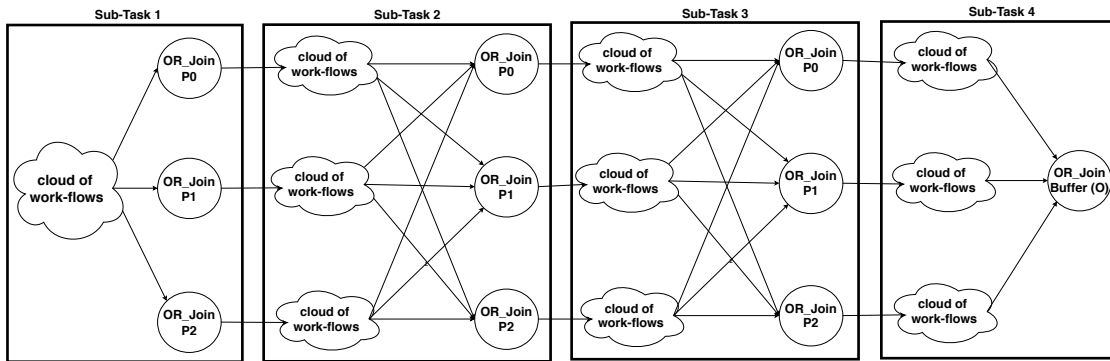 Sub-Task 1
Sub-Task 2
Sub-Task 3
Sub-Task 4
cloud of
work-flows
OR_Join
P0
OR_Join
P1
OR_Join
P2
cloud of
work-flows
cloud of
work-flows
cloud of
work-flows
OR_Join
P0
OR_Join
P1
OR_Join
P2
cloud of
work-flows
cloud of
work-flows
cloud of
work-flows
OR_Join
P0
OR_Join
P1
OR_Join
P2
cloud of
work-flows
cloud of
work-flows
cloud of
work-flows
OR_Join
Buffer (O)